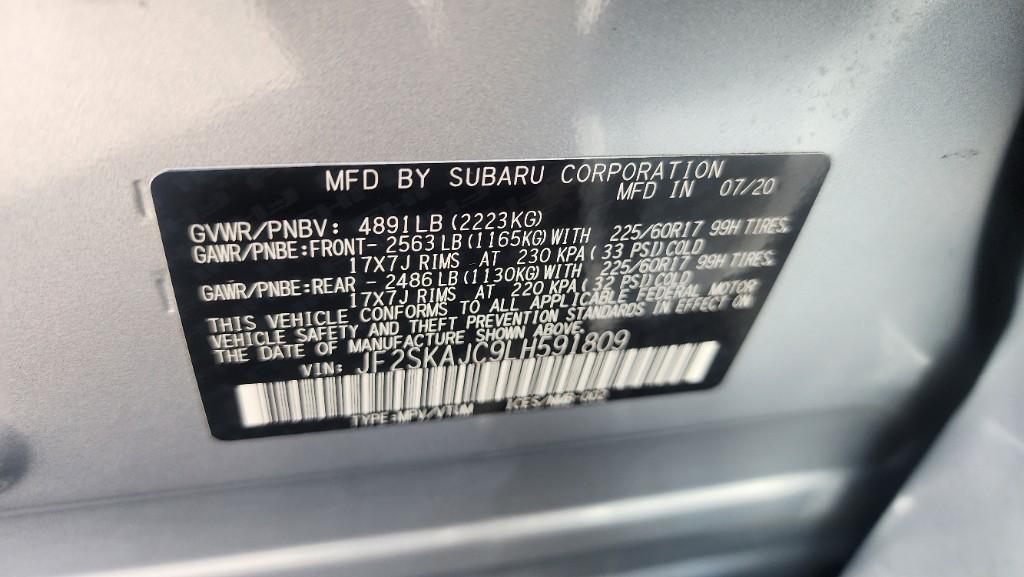 MFD BY SUBARU CORPORATION
MFD IN 07/20
GVWR/PNBV: 4891LB (2223KG)
GAWR/PNBE:FRONT- 2563LB(1165KG)WITH 225/60R17 99H TIRES,
17X7J RIMS AT 230 KPA(33 PSI)COLD
GAWR/PNBE:REAR - 2486LB(1130KG)WITH 225/60R17 99H TIRES,
17X7J RIMS AT 220 KPA(32 PSI)COLD
THIS VEHICLE CONFORMS TO ALL APPLICABLE FEDERAL MOTOR
VEHICLE SAFETY AND THEFT PREVENTION STANDARDS IN EFFECT ON
THE DATE OF MANUFACTURE SHOWN ABOVE.
VIN: JF2SKAJC9LH591809
TYPE:MPV/VTUM